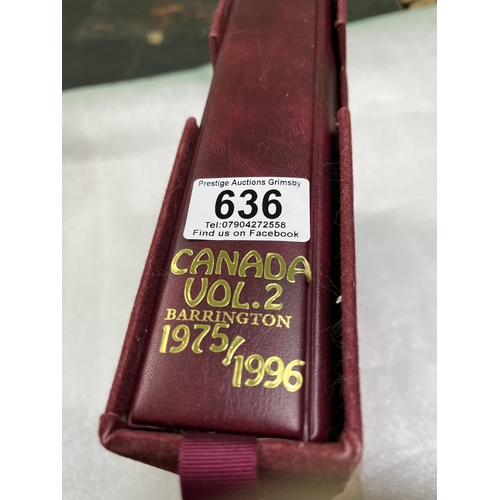 Prestige Auctions Grimsby
636
Tel:07904272558
Find us on Facebook
CANADA
VOL.2
BARRINGTON
1975/
1996